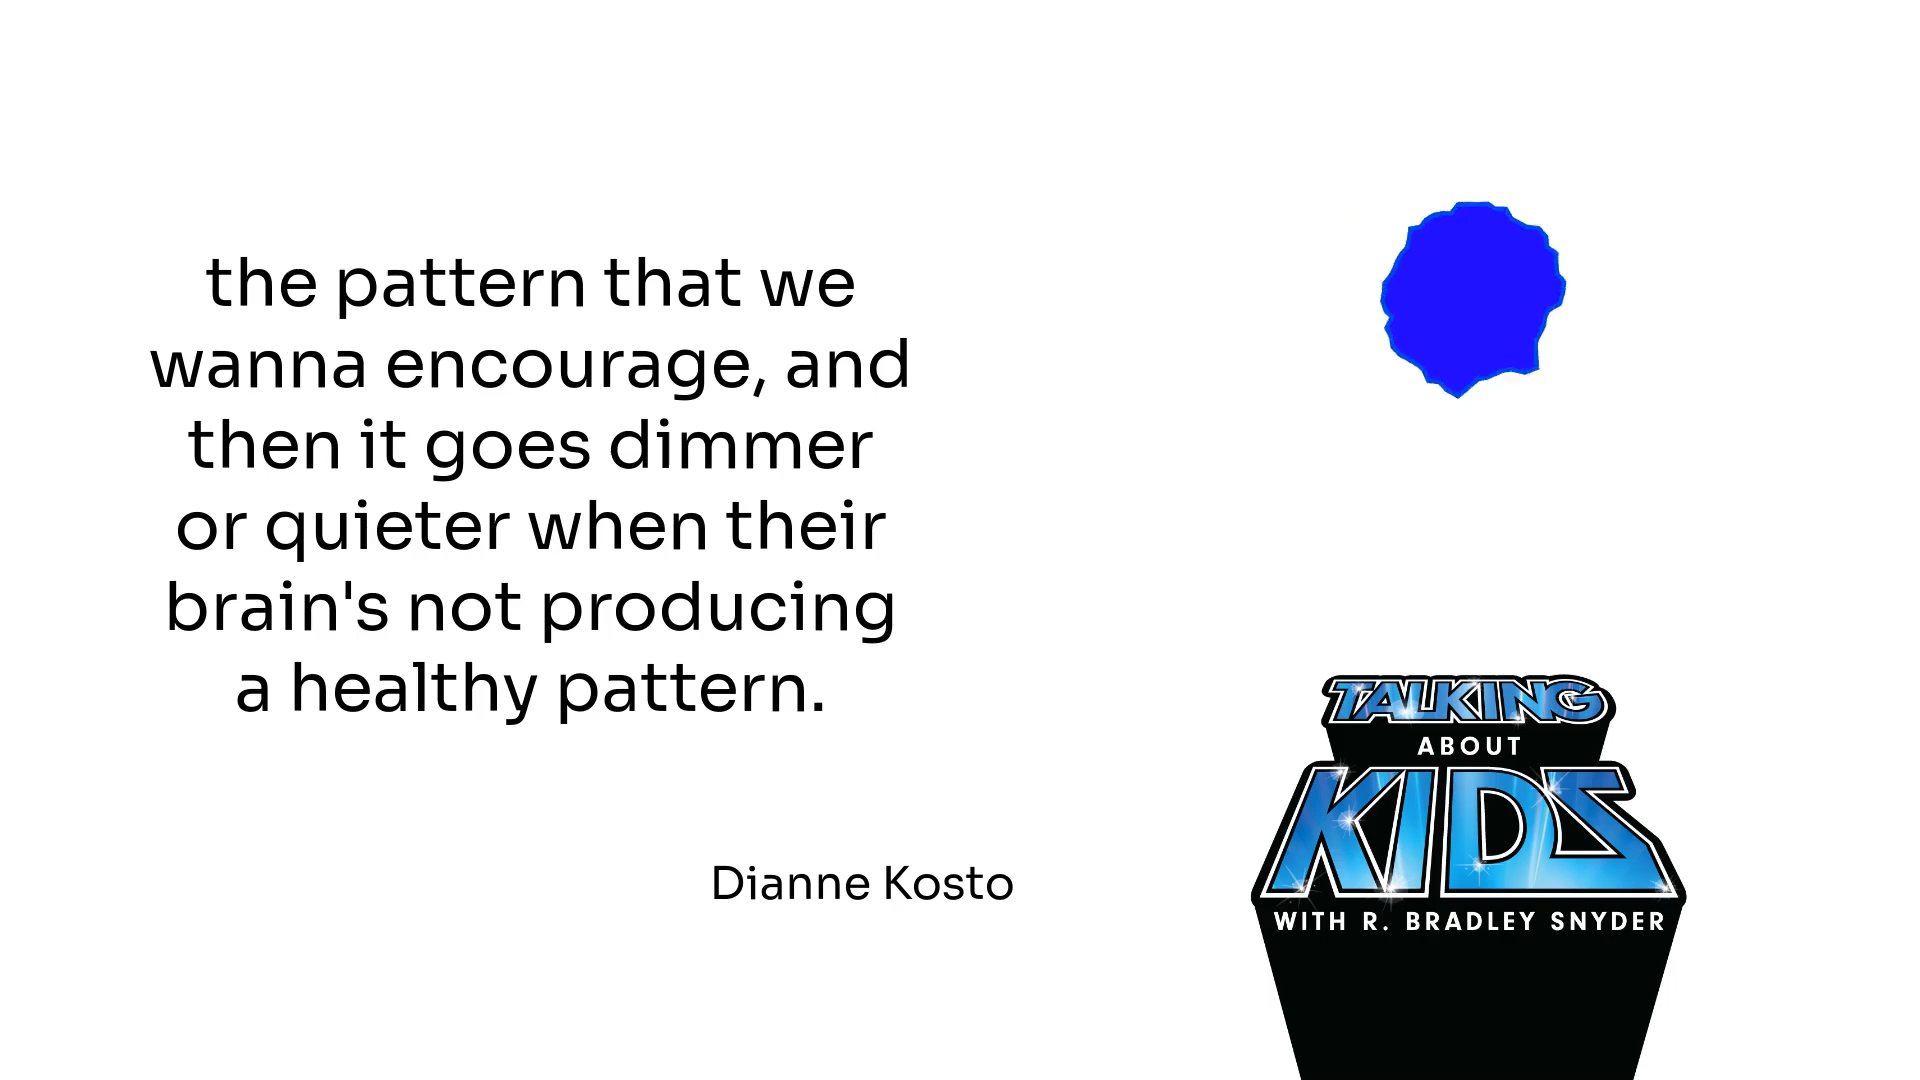 the pattern that we
wanna encourage, and
then it goes dimmer
or quieter when their
brain's not producing
a healthy pattern.
Dianne Kosto
TALKING
ABOUT
KIDS
WITH R. BRADLEY SNYDER